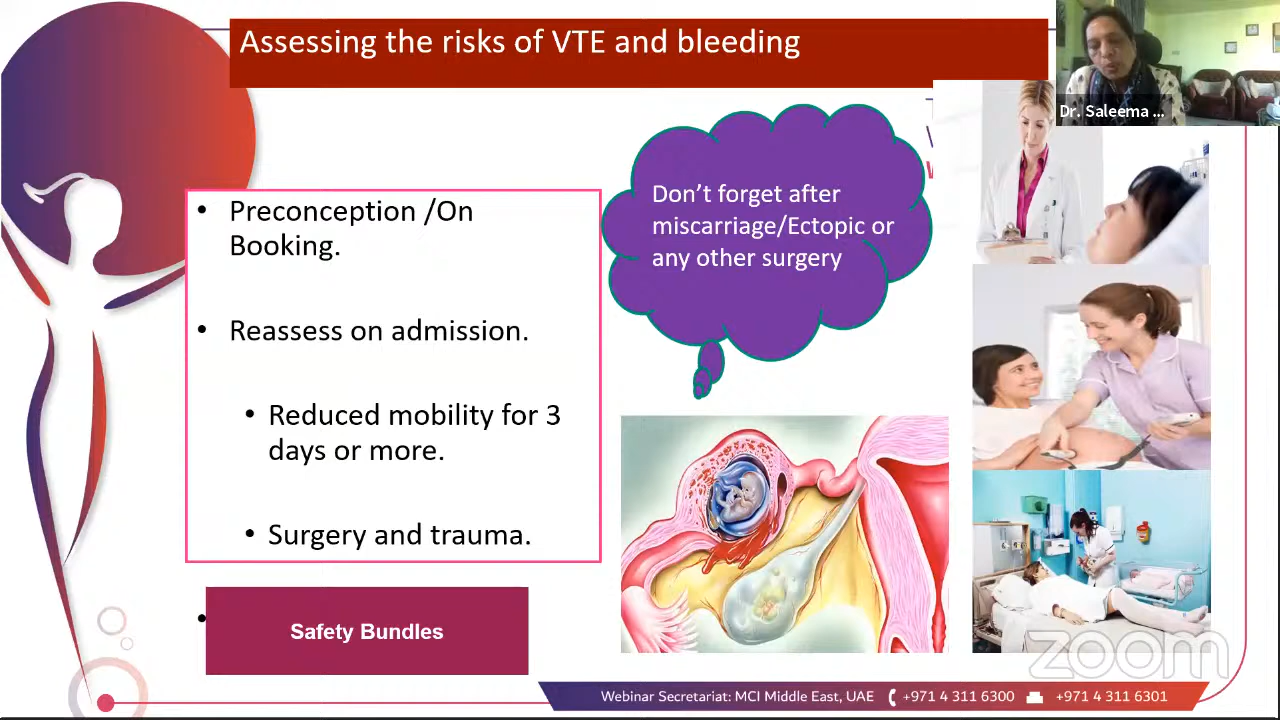 Assessing the risks of VTE and bleeding
Dr. Saleema ...
• Preconception /On
Booking.
• Reassess on admission.
• Reduced mobility for 3
days or more.
• Surgery and trauma.
•
Safety Bundles
Don’t forget after
miscarriage/Ectopic or
any other surgery
zoom
Webinar Secretariat: MCI Middle East, UAE +971 4 311 6300 +971 4 311 6301